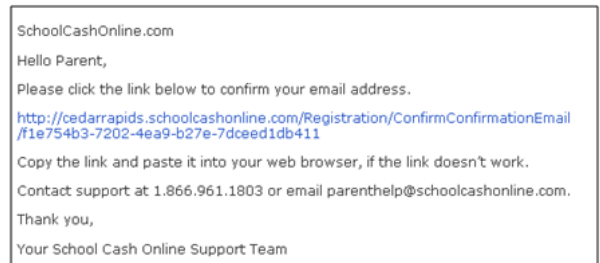 SchoolCashOnline.com
Hello Parent,
Please click the link below to confirm your email address.
http://cedarrapids.schoolcashonline.com/Registration/ConfirmConfirmationEmail
/f1e754b3-7202-4ea9-b27e-7dceed1db411
Copy the link and paste it into your web browser, if the link doesn't work.
Contact support at 1.866.961.1803 or email parenthelp@schoolcashonline.com.
Thank you,
Your School Cash Online Support Team